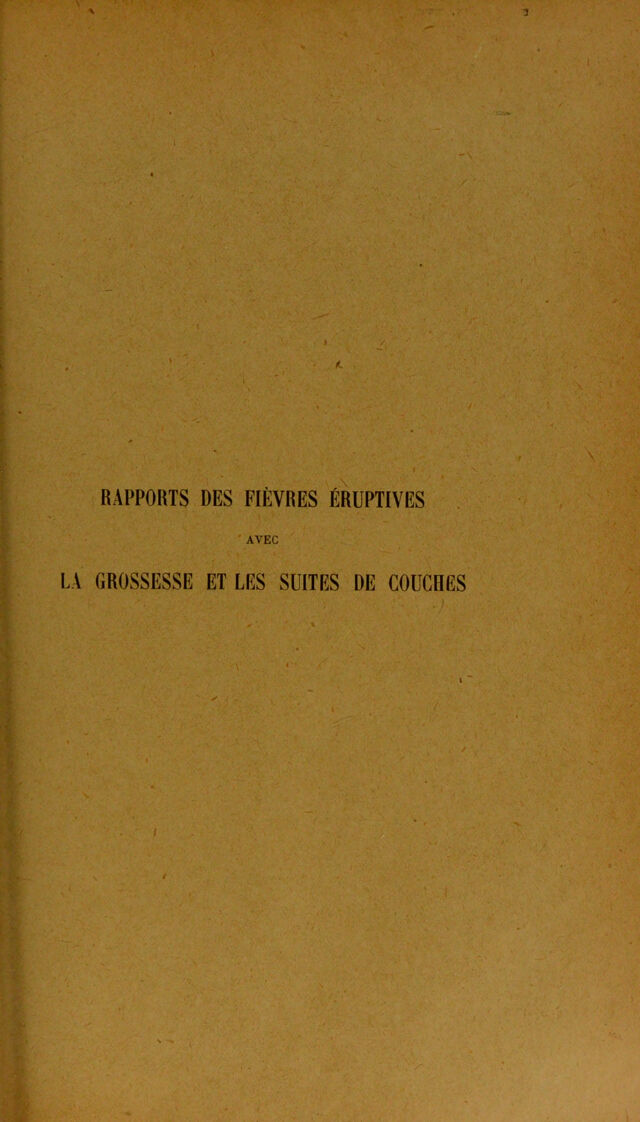 RAPPORTS DES FIÈVRES ÉRUPTIVES
AVEC
LA GROSSESSE ET LES SUITES DE COUCHES